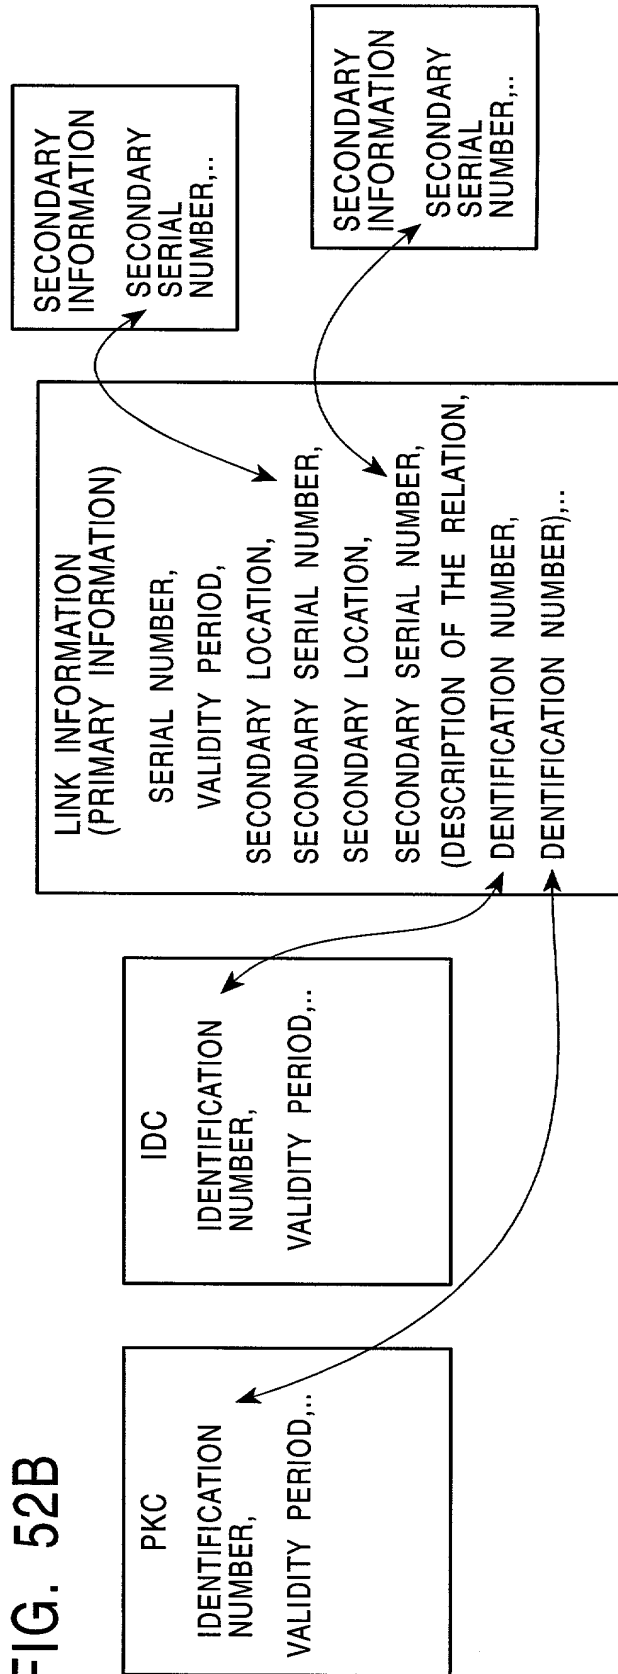 FIG. 52B
PKC
IDENTIFICATION
NUMBER,
VALIDITY PERIOD,..
IDC
IDENTIFICATION
NUMBER,
VALIDITY PERIOD,..
LINK INFORMATION
(PRIMARY INFORMATION)
SERIAL NUMBER,
VALIDITY PERIOD,
SECONDARY LOCATION,
SECONDARY SERIAL NUMBER,
SECONDARY LOCATION,
SECONDARY SERIAL NUMBER,
(DESCRIPTION OF THE RELATION,
DENTIFICATION NUMBER,
DENTIFICATION NUMBER),..
SECONDARY
INFORMATION
SECONDARY
SERIAL
NUMBER,..
SECONDARY
INFORMATION
SECONDARY
SERIAL
NUMBER,..